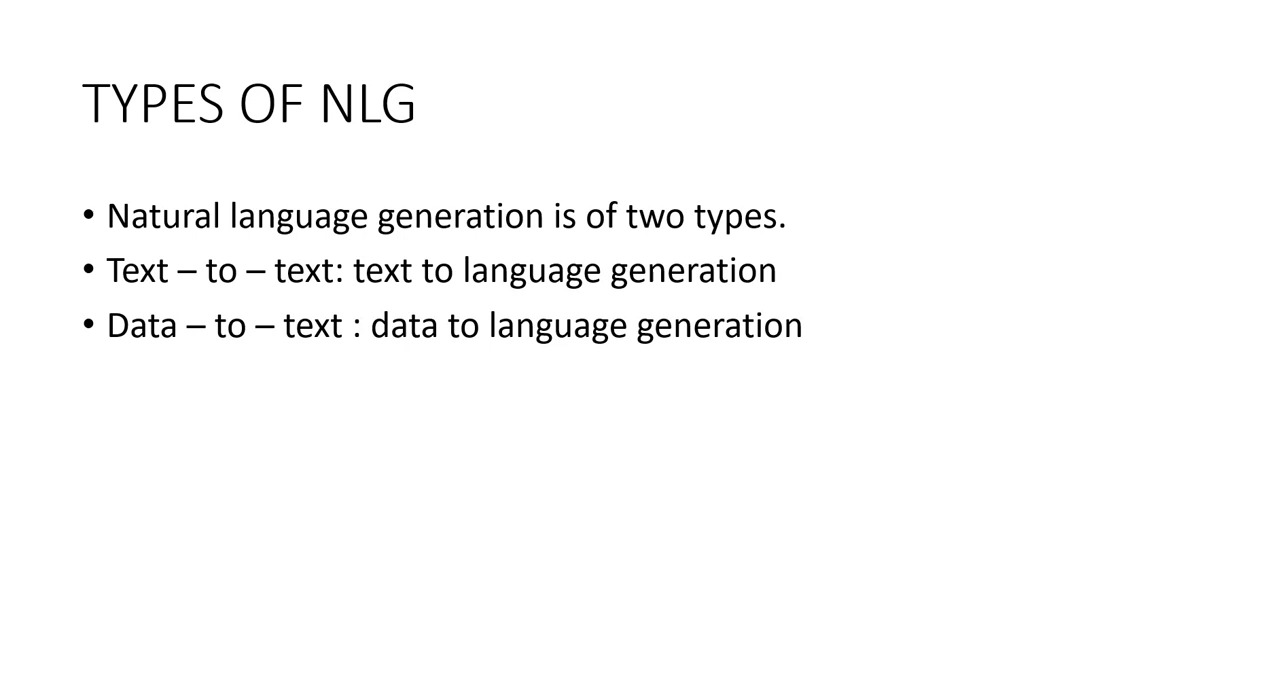 TYPES OF NLG
• Natural language generation is of two types.
• Text – to – text: text to language generation
• Data – to – text : data to language generation